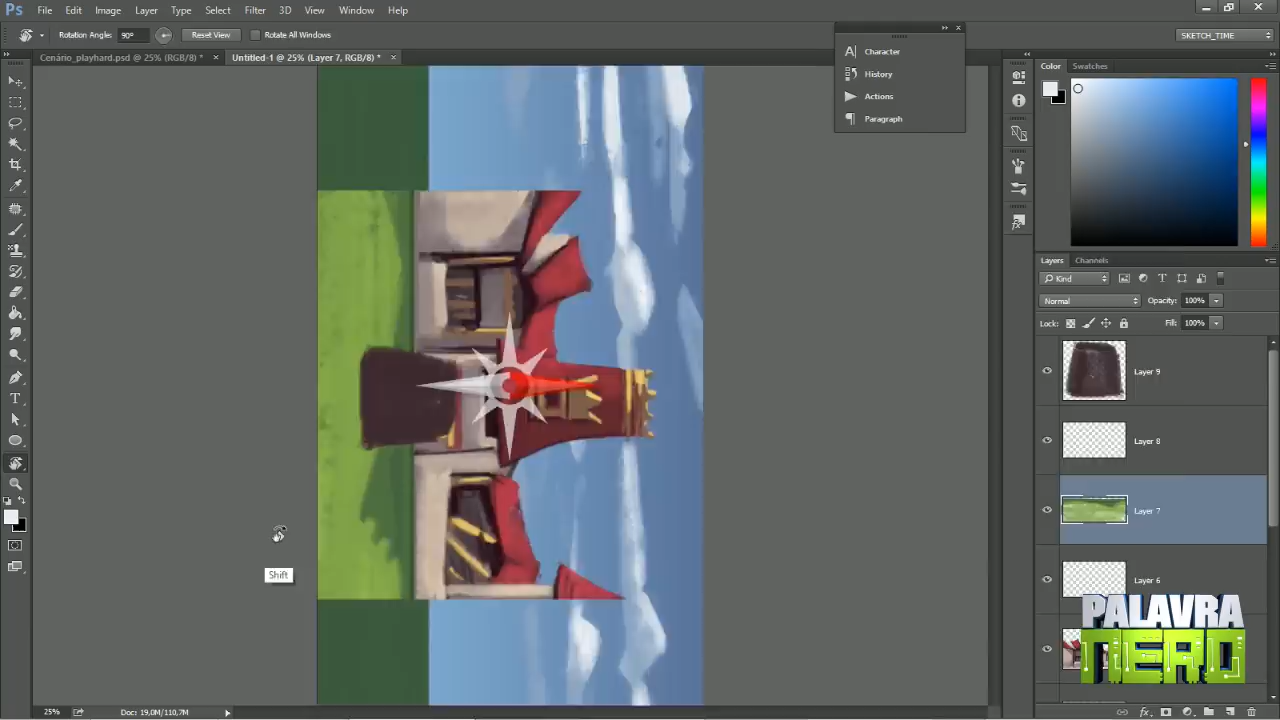 Ps File Edit Image Layer Type Select Filter 3D View Window Help
Rotation Angles: 90º Reset View Rotate All Windows SKETCH_TIME
Cenário_playhard.psd @ 25% (RGB/8) * × Untitled-1 @ 25% (Layer 7, RGB/8) * ×
Character
History
Actions
Paragraph
Color Swatches
Layers Channels
Kind
Normal Opacity: 100%
Lock: Fill: 100%
Layer 9
Layer 8
Layer 7
Layer 6
Shift
PALAVRA
NERD
25% Doc: 19,0M/110,7M